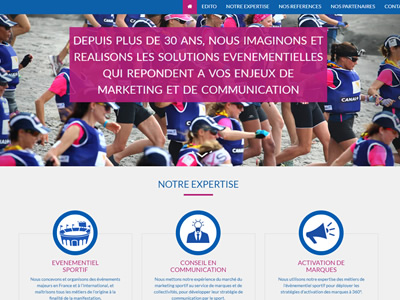 EDITO NOTRE EXPERTISE NOS REFERENCES NOS PARTENAIRES CONT
DEPUIS PLUS DE 30 ANS, NOUS IMAGINONS ET
REALISONS LES SOLUTIONS EVENEMENTIELLES
QUI REPONDENT A VOS ENJEUX DE
MARKETING ET DE COMMUNICATION
NOTRE EXPERTISE
EVENEMENTIEL
SPORTIF
Nous concevons et organisons des événements
majeurs en France et à l'international, et
maîtrisons tous les métiers de l'origine à la
finalité de la manifestation.
CONSEIL EN
COMMUNICATION
Nous mettons notre expérience du marché du
marketing sportif au service de marques et de
collectivités, pour développer leur stratégie de
communication par le sport.
ACTIVATION DE
MARQUES
Nous utilisons notre expertise des métiers de
l'événementiel sportif pour déployer les
stratégies d'activation des marques à 360°.